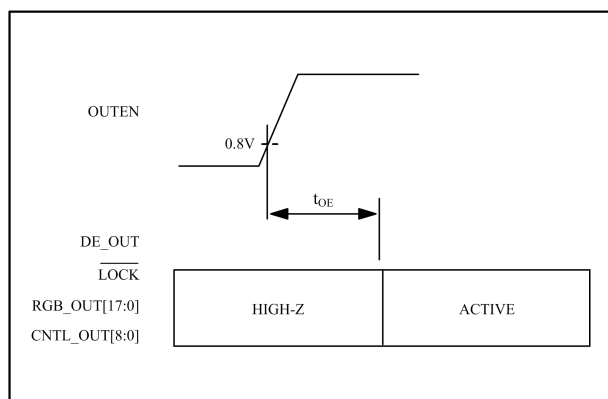 OUTEN
0.8V
tOE
DE_OUT
LOCK
RGB_OUT[17:0]
CNTL_OUT[8:0]
HIGH-Z
ACTIVE